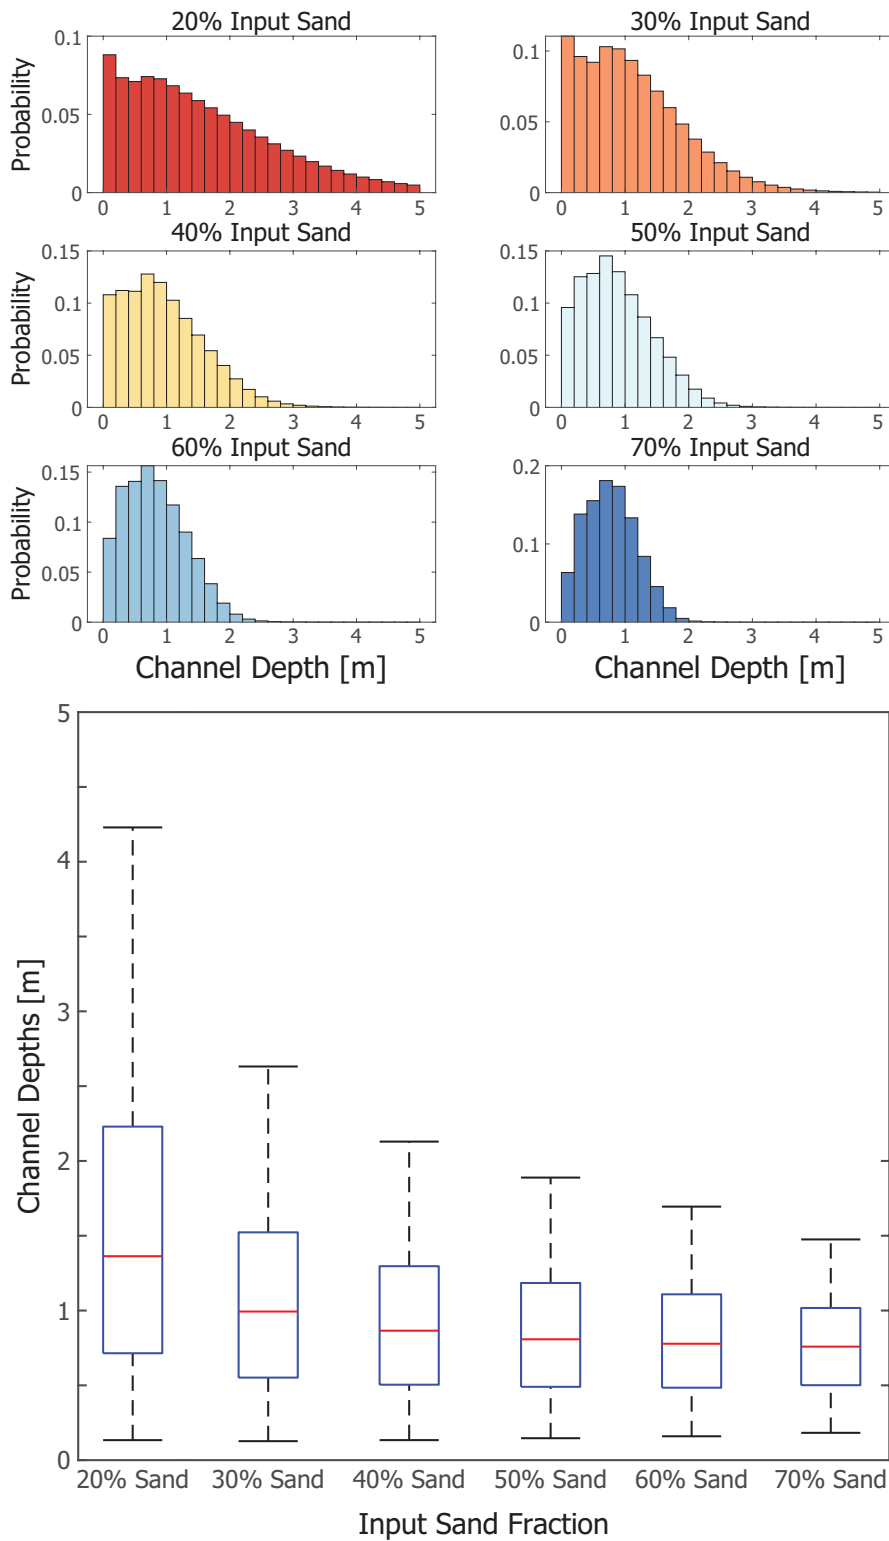 20% Input Sand
30% Input Sand
0.1
0.05
0
Probability
0 1 2 3 4 5
0.1
0.05
0
0 1 2 3 4 5
40% Input Sand
50% Input Sand
0.15
0.1
0.05
0
Probability
0 1 2 3 4 5
0.15
0.1
0.05
0
0 1 2 3 4 5
60% Input Sand
70% Input Sand
0.15
0.1
0.05
0
Probability
0 1 2 3 4 5
Channel Depth [m]
0.2
0.1
0
0 1 2 3 4 5
Channel Depth [m]
5
4
3
2
1
0
Channel Depths [m]
20% Sand 30% Sand 40% Sand 50% Sand 60% Sand 70% Sand
Input Sand Fraction